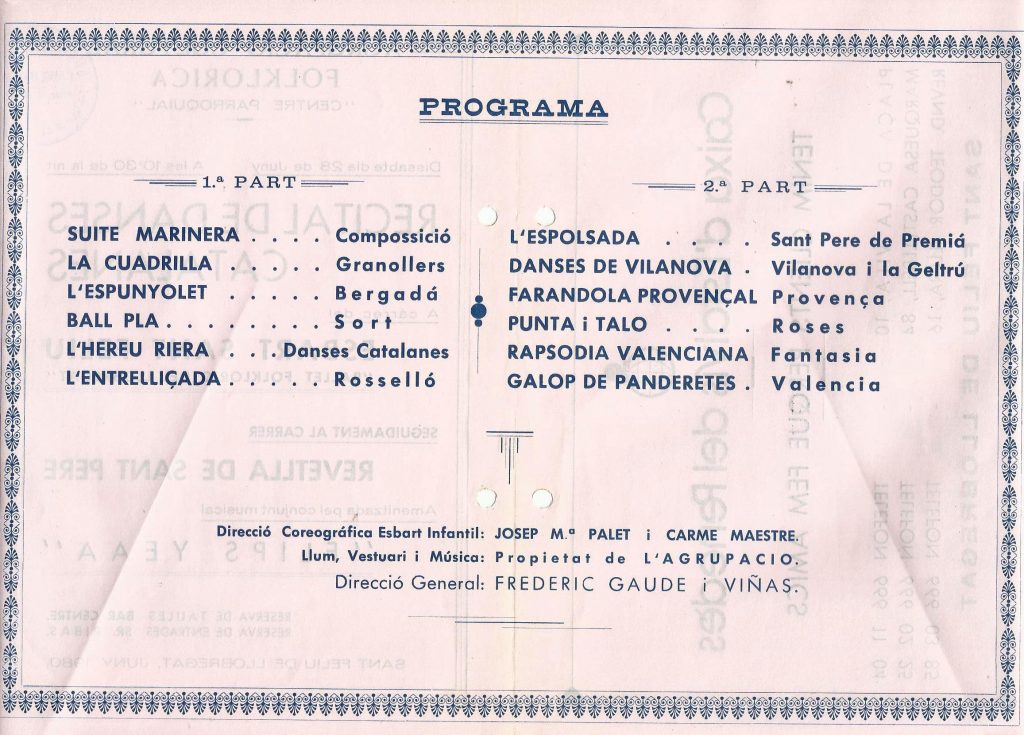 PROGRAMA
1.ª PART
SUITE MARINERA . . . . Compossició
LA CUADRILLA . . . . . Granollers
L'ESPUNYOLET . . . . . Bergadá
BALL PLA . . . . . . . . Sort
L'HEREU RIERA . . . Danses Catalanes
L'ENTRELLIÇADA . . . . Rosselló
2.ª PART
L'ESPOLSADA . . . . Sant Pere de Premiá
DANSES DE VILANOVA . Vilanova i la Geltrú
FARANDOLA PROVENÇAL Provença
PUNTA i TALO . . . . Roses
RAPSODIA VALENCIANA Fantasia
GALOP DE PANDERETES . Valencia
Direcció Coreográfica Esbart Infantil: JOSEP M.ª PALET i CARME MAESTRE.
Llum, Vestuari i Música: Propietat de L'AGRUPACIO.
Direcció General: FREDERIC GAUDE i VIÑAS.